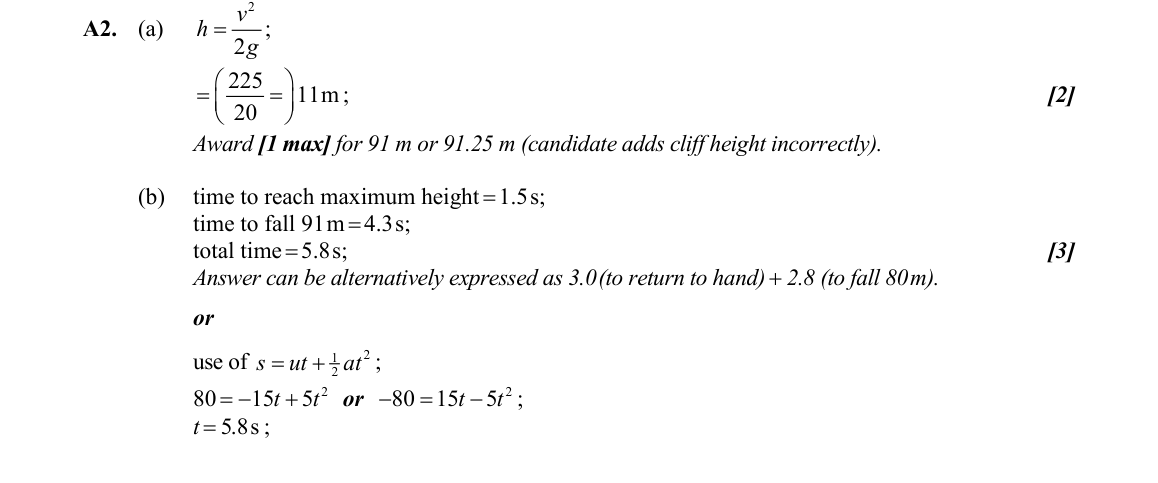 A2. (a) h = v²/2g ;
= (225/20 =) 11 m ; [2]
Award [1 max] for 91 m or 91.25 m (candidate adds cliff height incorrectly).
(b) time to reach maximum height = 1.5 s;
time to fall 91 m = 4.3 s;
total time = 5.8 s; [3]
Answer can be alternatively expressed as 3.0 (to return to hand) + 2.8 (to fall 80 m).
or
use of s = ut + ½at² ;
80 = −15t + 5t² or −80 = 15t − 5t² ;
t = 5.8 s ;